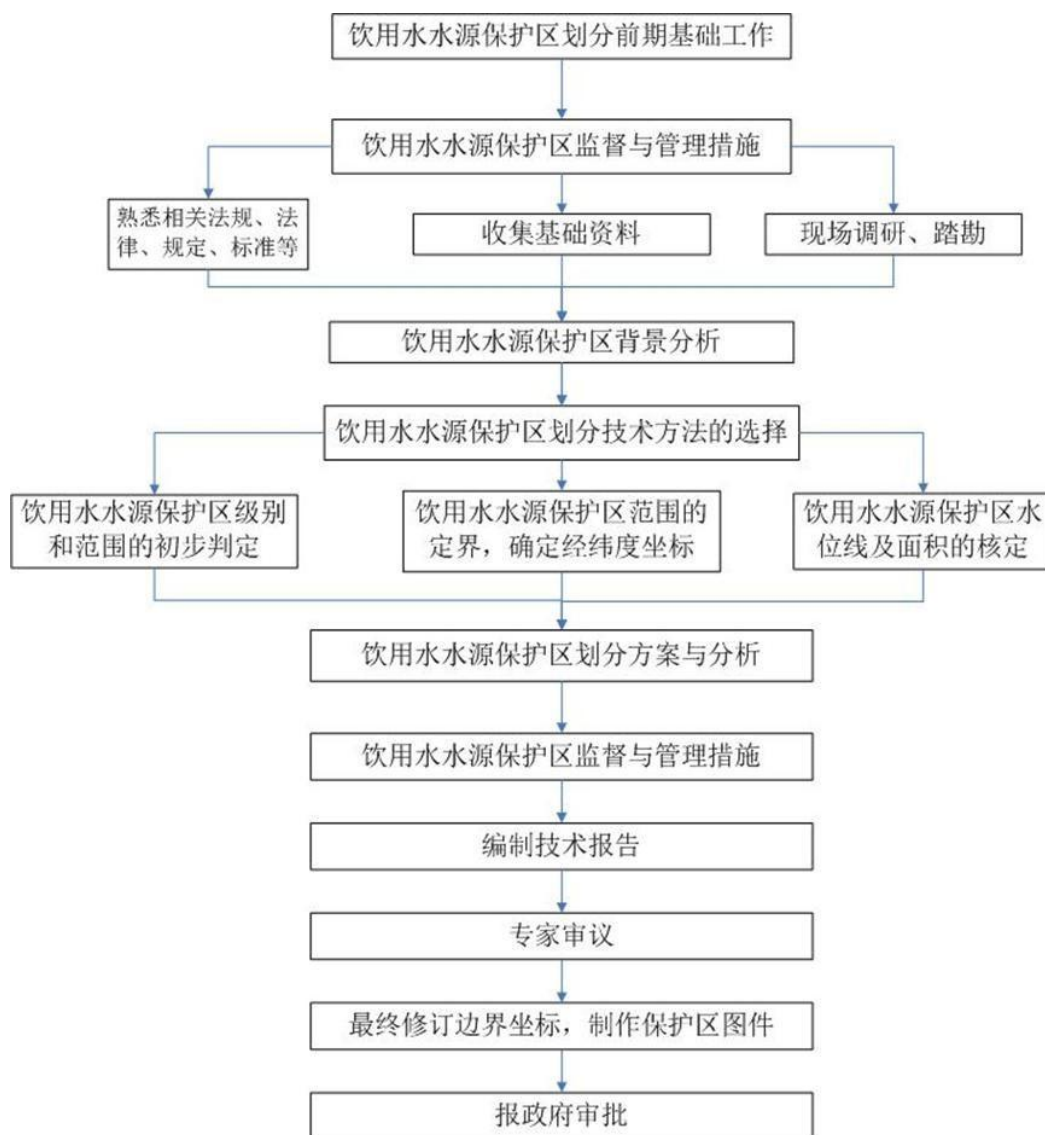 饮用水水源保护区划分前期基础工作
饮用水水源保护区监督与管理措施
熟悉相关法规、法
律、规定、标准等
收集基础资料
现场调研、踏勘
饮用水水源保护区背景分析
饮用水水源保护区划分技术方法的选择
饮用水水源保护区级别
和范围的初步判定
饮用水水源保护区范围的
定界，确定经纬度坐标
饮用水水源保护区水
位线及面积的核定
饮用水水源保护区划分方案与分析
饮用水水源保护区监督与管理措施
编制技术报告
专家审议
最终修订边界坐标，制作保护区图件
报政府审批